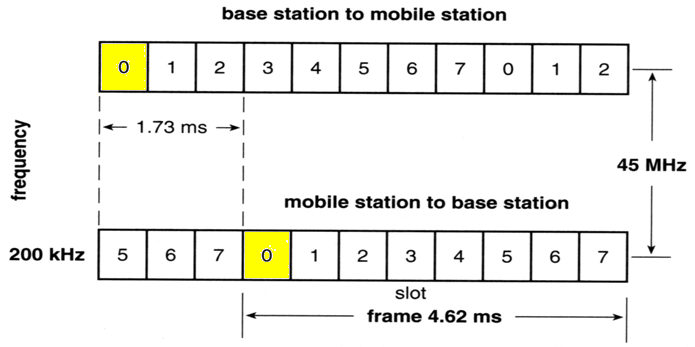 base station to mobile station
0 1 2 3 4 5 6 7 0 1 2
1.73 ms
frequency
45 MHz
mobile station to base station
200 kHz 5 6 7 0 1 2 3 4 5 6 7
slot
frame 4.62 ms